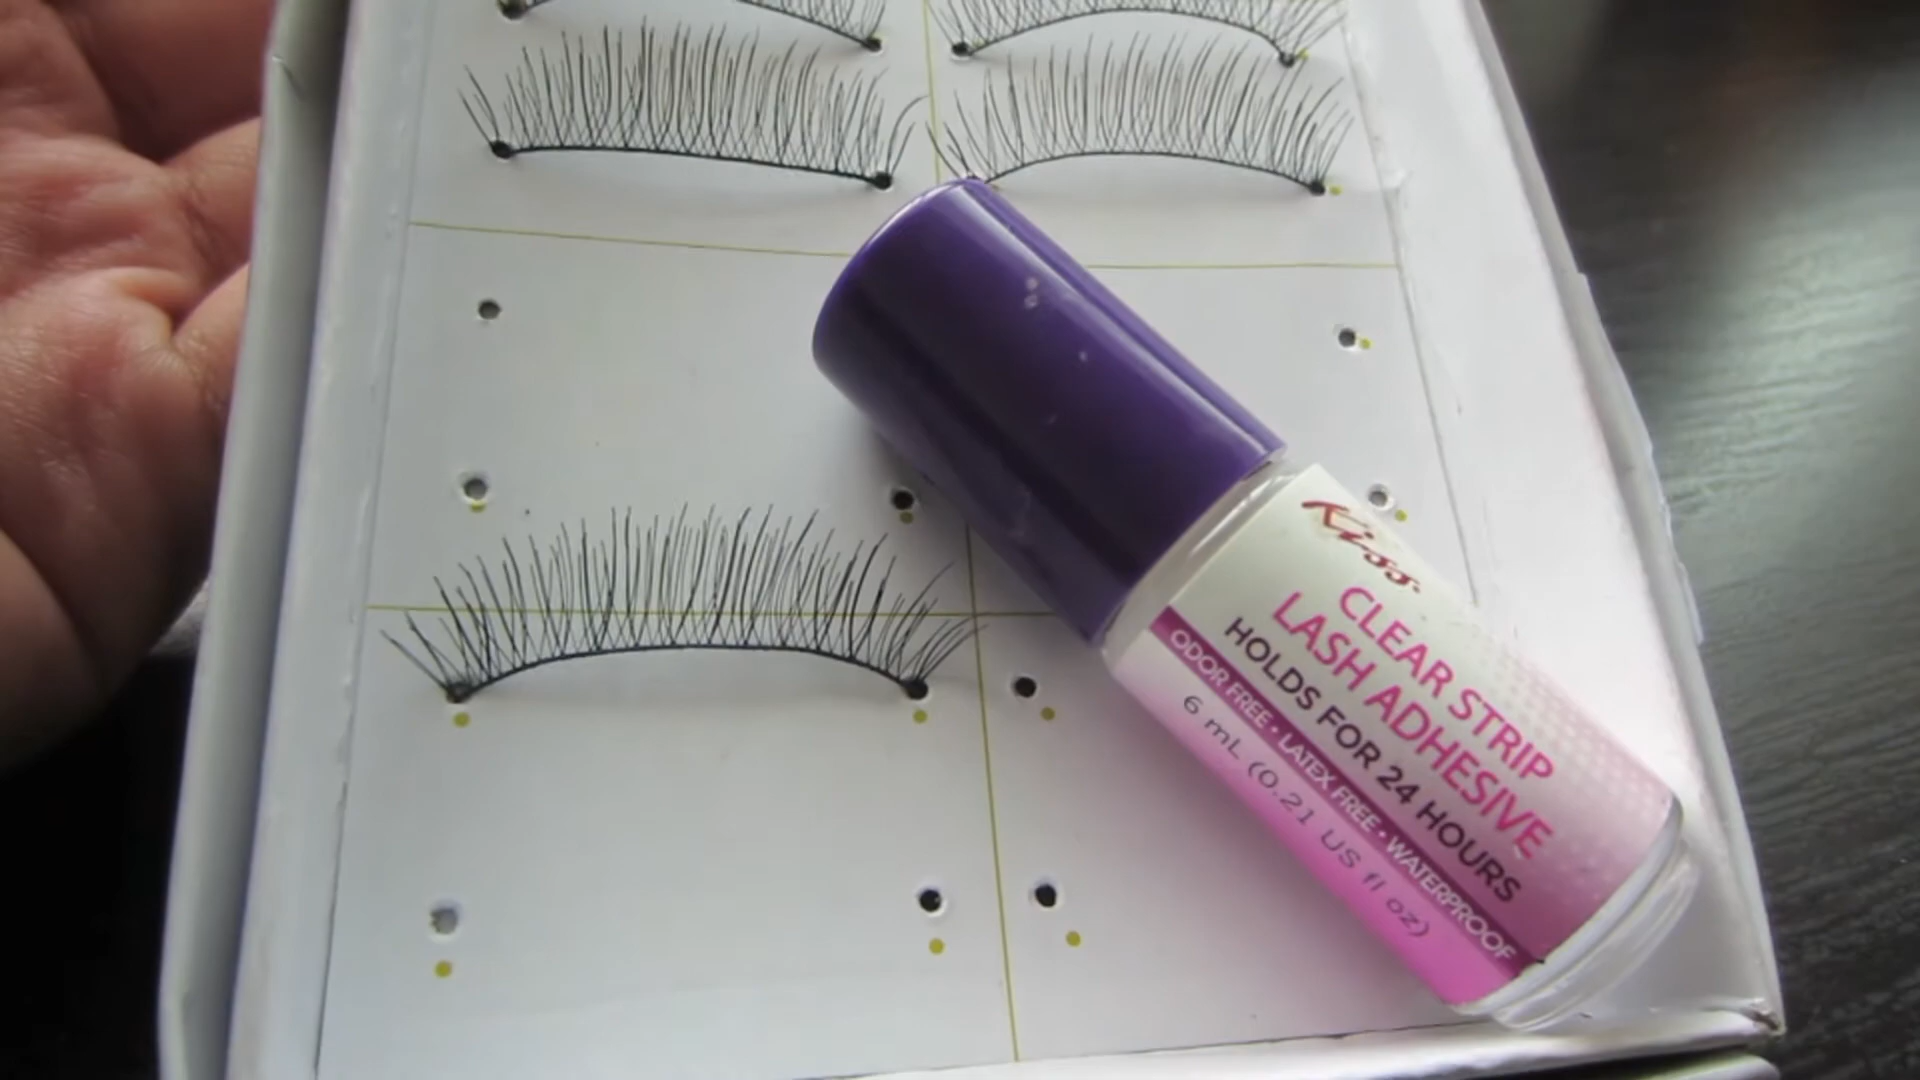 Kiss.
CLEAR STRIP
LASH ADHESIVE
HOLDS FOR 24 HOURS
ODOR FREE • LATEX FREE • WATERPROOF
6 mL (0.21 US fl oz)